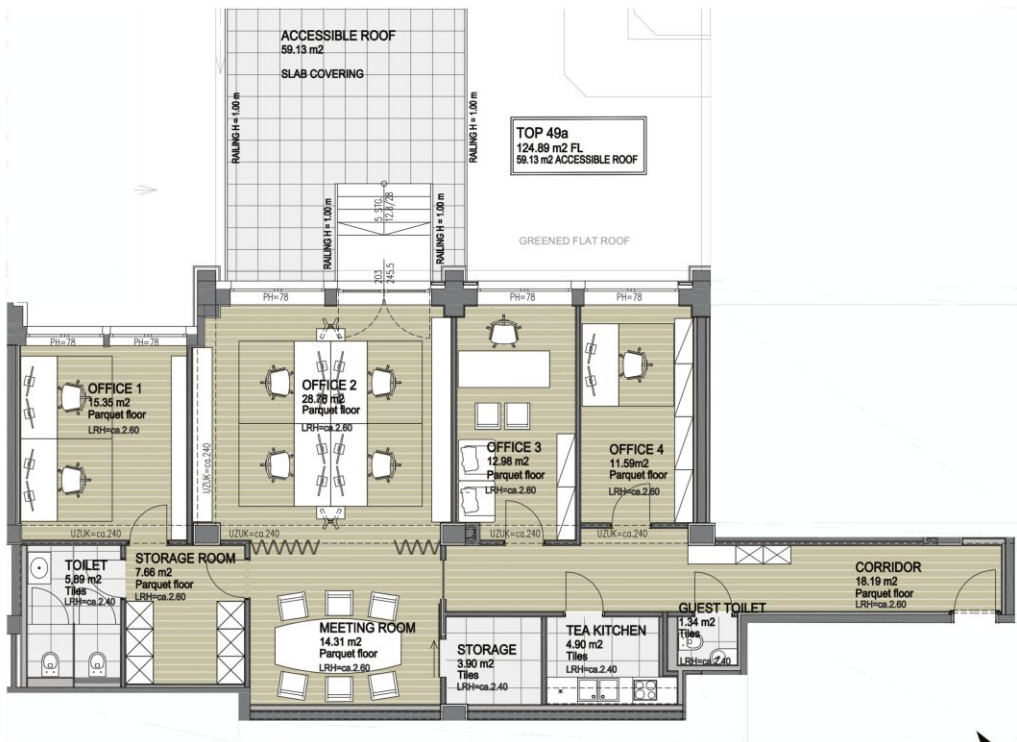 ACCESSIBLE ROOF
59.13 m2
SLAB COVERING
RAILING H = 1.00 m
RAILING H = 1.00 m
TOP 49a
124.89 m2 FL
59.13 m2 ACCESSIBLE ROOF
RAILING H = 1.00 m
5 STG.
12.8/28
RAILING H = 1.00 m
GREENED FLAT ROOF
203
245.5
PH=78
PH=78
PH=78
PH=78
PH=78
OFFICE 1
15.35 m2
Parquet floor
LRH=ca.2.60
OFFICE 2
28.78 m2
Parquet floor
LRH=ca.2.60
UZUK=ca.240
OFFICE 3
12.98 m2
Parquet floor
LRH=ca.2.60
OFFICE 4
11.59m2
Parquet floor
LRH=ca.2.60
UZUK=ca.240
UZUK=ca.240
UZUK=ca.240
UZUK=ca.240
TOILET
5,89 m2
Tiles
LRH=ca.2.40
STORAGE ROOM
7.66 m2
Parquet floor
LRH=ca.2.60
MEETING ROOM
14.31 m2
Parquet floor
LRH=ca.2.60
STORAGE
3.90 m2
Tiles
LRH=ca.2.40
TEA KITCHEN
4.90 m2
Tiles
LRH=ca.2.40
GUEST TOILET
1.34 m2
Tiles
LRH=ca.2.40
CORRIDOR
18.19 m2
Parquet floor
LRH=ca.2.60